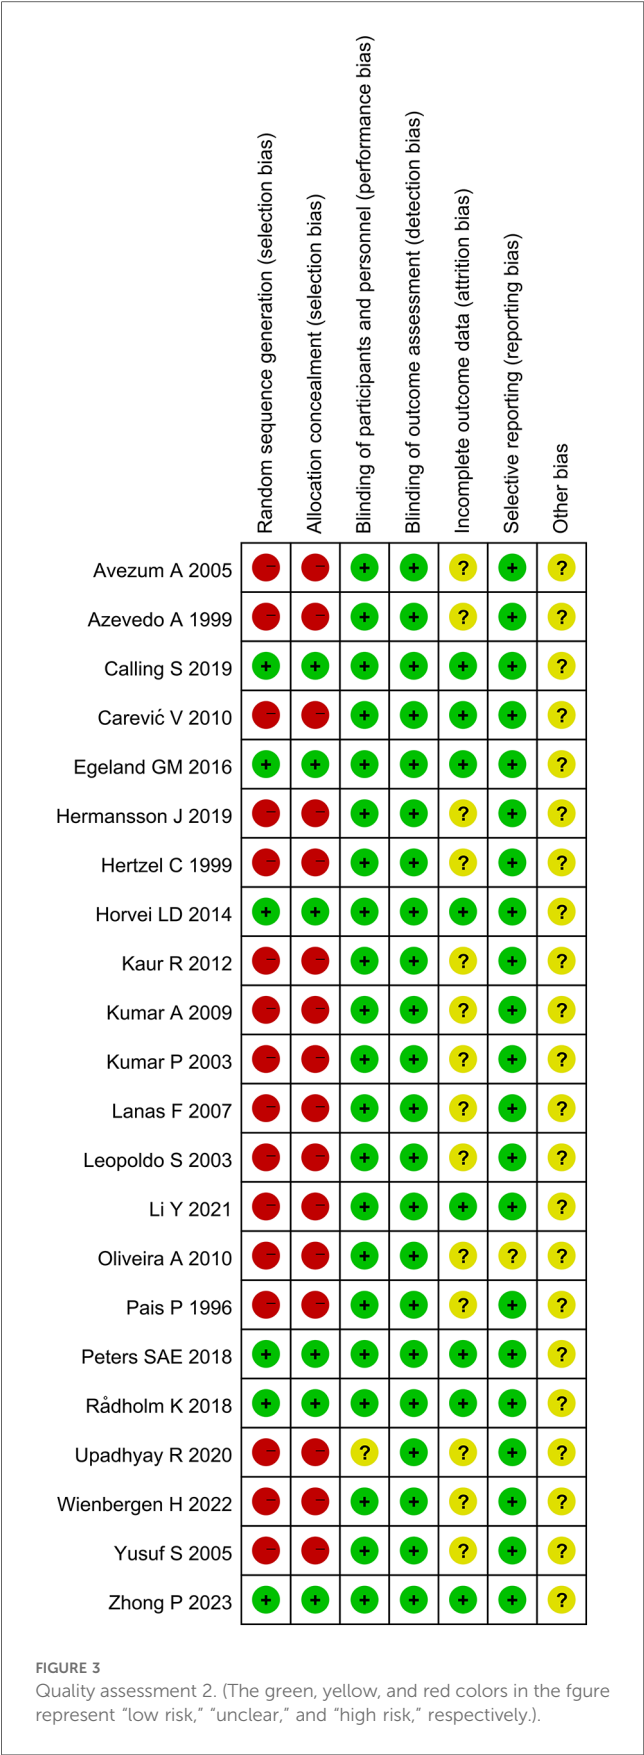 Random sequence generation (selection bias)
Allocation concealment (selection bias)
Blinding of participants and personnel (performance bias)
Blinding of outcome assessment (detection bias)
Incomplete outcome data (attrition bias)
Selective reporting (reporting bias)
Other bias
Avezum A 2005 − − + + ? + ?
Azevedo A 1999 − − + + ? + ?
Calling S 2019 + + + + + + ?
Carević V 2010 − − + + + + ?
Egeland GM 2016 + + + + + + ?
Hermansson J 2019 − − + + ? + ?
Hertzel C 1999 − − + + ? + ?
Horvei LD 2014 + + + + + + ?
Kaur R 2012 − − + + ? + ?
Kumar A 2009 − − + + ? + ?
Kumar P 2003 − − + + ? + ?
Lanas F 2007 − − + + ? + ?
Leopoldo S 2003 − − + + ? + ?
Li Y 2021 − − + + + + ?
Oliveira A 2010 − − + + ? ? ?
Pais P 1996 − − + + ? + ?
Peters SAE 2018 + + + + + + ?
Rådholm K 2018 + + + + + + ?
Upadhyay R 2020 − − ? + ? + ?
Wienbergen H 2022 − − + + ? + ?
Yusuf S 2005 − − + + ? + ?
Zhong P 2023 + + + + + + ?
FIGURE 3
Quality assessment 2. (The green, yellow, and red colors in the fgure
represent “low risk,” “unclear,” and “high risk,” respectively.).